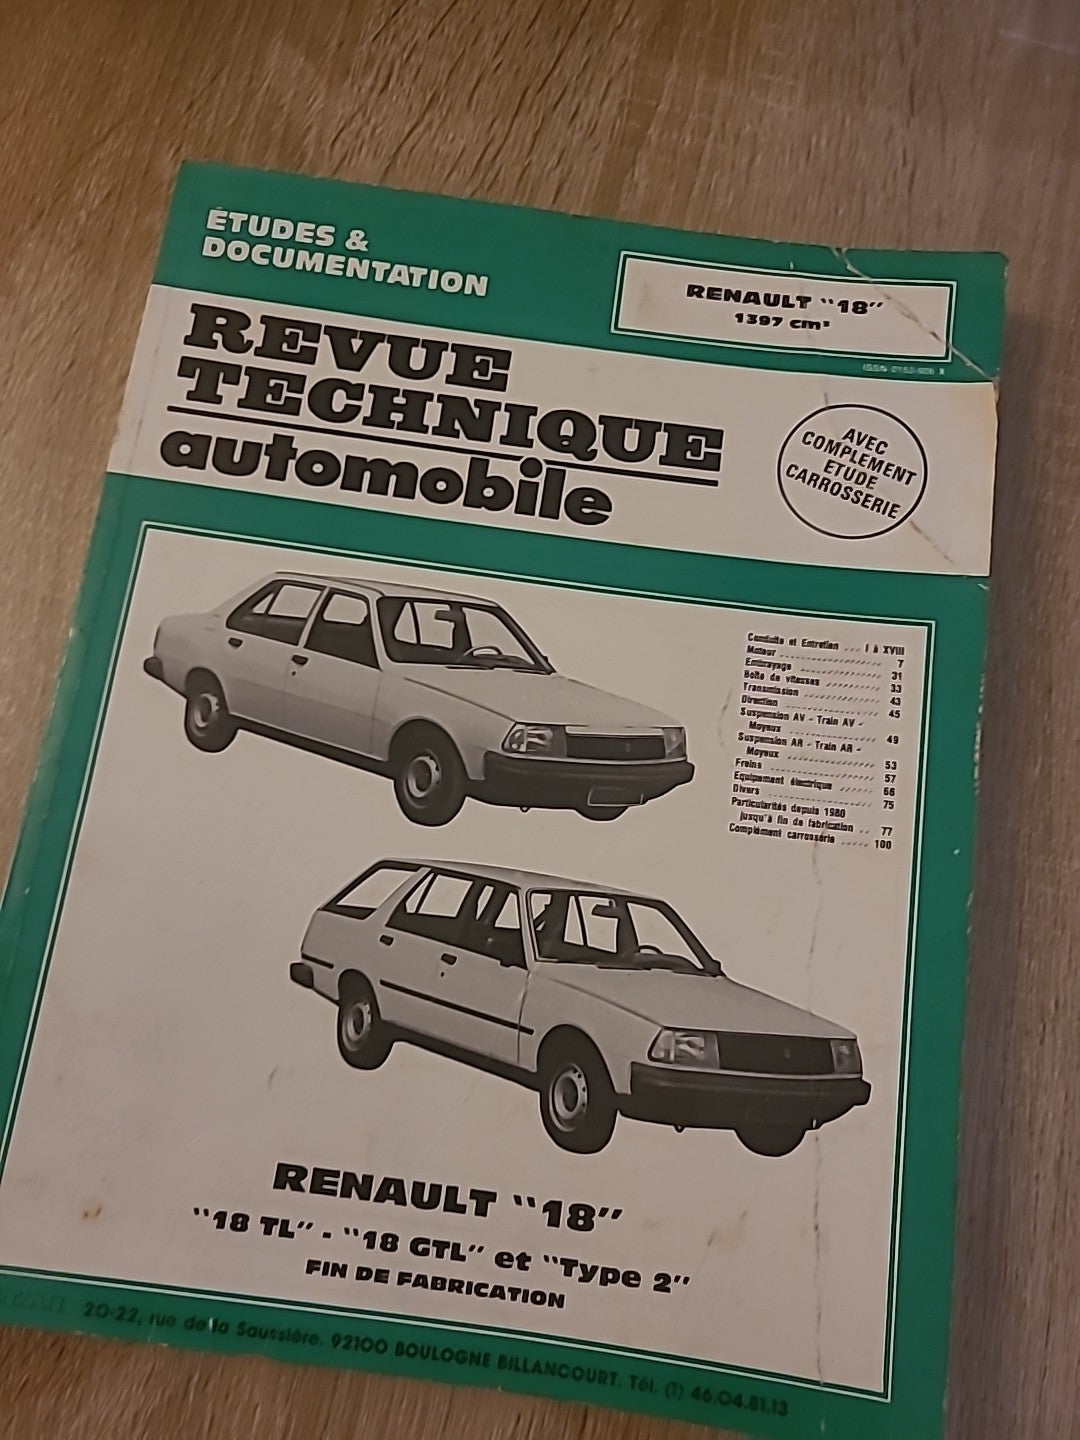 ETUDES &
DOCUMENTATION
RENAULT "18"
1397 cm³
REVUE
TECHNIQUE
automobile
AVEC
COMPLEMENT
ETUDE
CARROSSERIE
Conduite et Entretien ... I à XVIII
Moteur ........ 7
Embrayage ........ 31
Boîte de vitesses ........ 33
Transmission ........ 43
Direction ........ 45
Suspension AV - Train AV -
Moyeux ........ 49
Suspension AR - Train AR -
Moyeux ........ 53
Freins ........ 57
Equipement électrique ...... 66
Divers ........ 75
Particularités depuis 1980
jusqu'à fin de fabrication .. 77
Complément carrosserie ..... 100
RENAULT "18"
"18 TL" - "18 GTL" et "Type 2"
FIN DE FABRICATION
20-22, rue de la Saussière. 92100 BOULOGNE BILLANCOURT. Tél. (1) 46.04.81.13